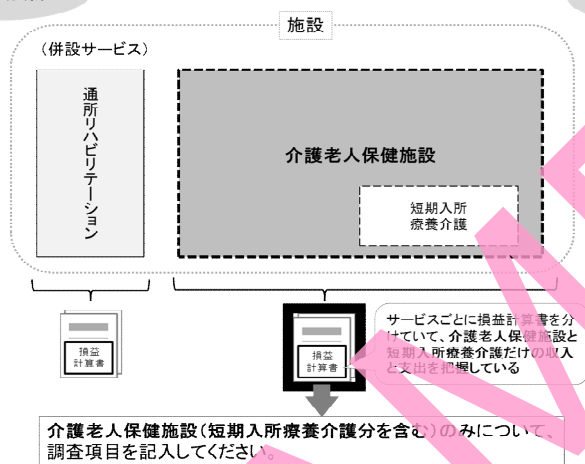 施設
(併設サービス)
通所リハビリテーション
介護老人保健施設
短期入所
療養介護
損益
計算書
損益
計算書
サービスごとに損益計算書を分
けていて、介護老人保健施設と
短期入所療養介護だけの収入
と支出を把握している
介護老人保健施設(短期入所療養介護分を含む)のみについて、
調査項目を記入してください。